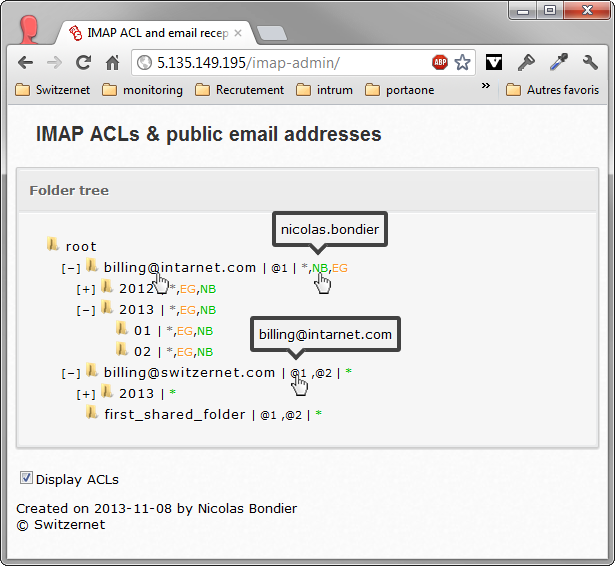 IMAP ACL and email recep
5.135.149.195/imap-admin/
ABP
Switzernet monitoring Recrutement intrum portaone » Autres favoris
IMAP ACLs & public email addresses
Folder tree
nicolas.bondier
root
[−] billing@intarnet.com | @1 | *,NB,EG
[+] 2012 | *,EG,NB
[−] 2013 | *,EG,NB
01 | *,EG,NB
02 | *,EG,NB
billing@intarnet.com
[−] billing@switzernet.com | @1 ,@2 | *
[+] 2013 | *
first_shared_folder | @1 ,@2 | *
Display ACLs
Created on 2013-11-08 by Nicolas Bondier
© Switzernet